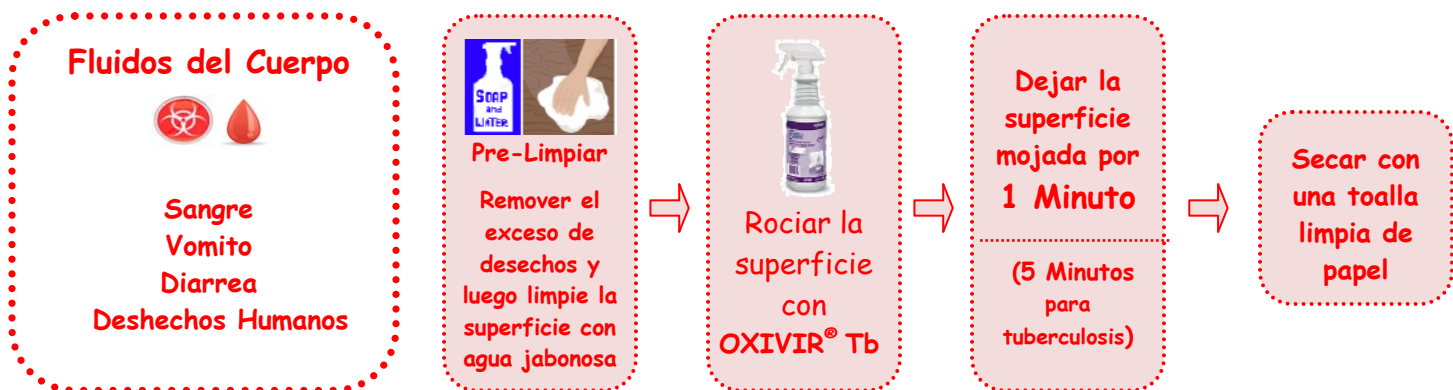 Fluidos del Cuerpo
Sangre
Vomito
Diarrea
Deshechos Humanos
SOAP
and
WATER
Pre-Limpiar
Remover el
exceso de
desechos y
luego limpie la
superficie con
agua jabonosa
Rociar la
superficie
con
OXIVIR® Tb
Dejar la
superficie
mojada por
1 Minuto
(5 Minutos
para
tuberculosis)
Secar con
una toalla
limpia de
papel